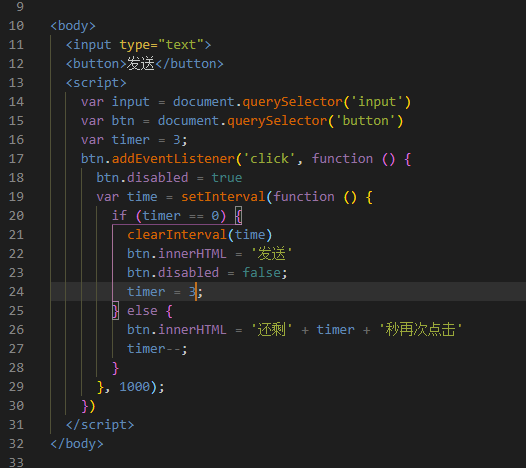 9
10 <body>
11 <input type="text">
12 <button>发送</button>
13 <script>
14 var input = document.querySelector('input')
15 var btn = document.querySelector('button')
16 var timer = 3;
17 btn.addEventListener('click', function () {
18 btn.disabled = true
19 var time = setInterval(function () {
20 if (timer == 0) {
21 clearInterval(time)
22 btn.innerHTML = '发送'
23 btn.disabled = false;
24 timer = 3;
25 } else {
26 btn.innerHTML = '还剩' + timer + '秒再次点击'
27 timer--;
28 }
29 }, 1000);
30 })
31 </script>
32 </body>
33